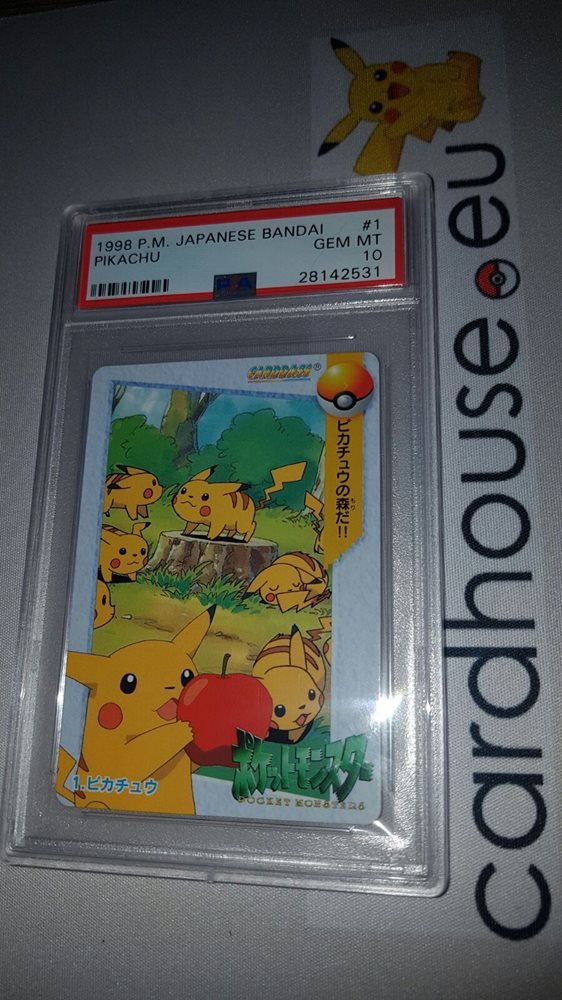 1998 P.M. JAPANESE BANDAI #1
PIKACHU GEM MT
10
PSA 28142531
CARDDASS®
ピカチュウの森だ!!
もり
1.ピカチュウ
ポケットモンスター
POCKET MONSTERS
cardhouse.eu